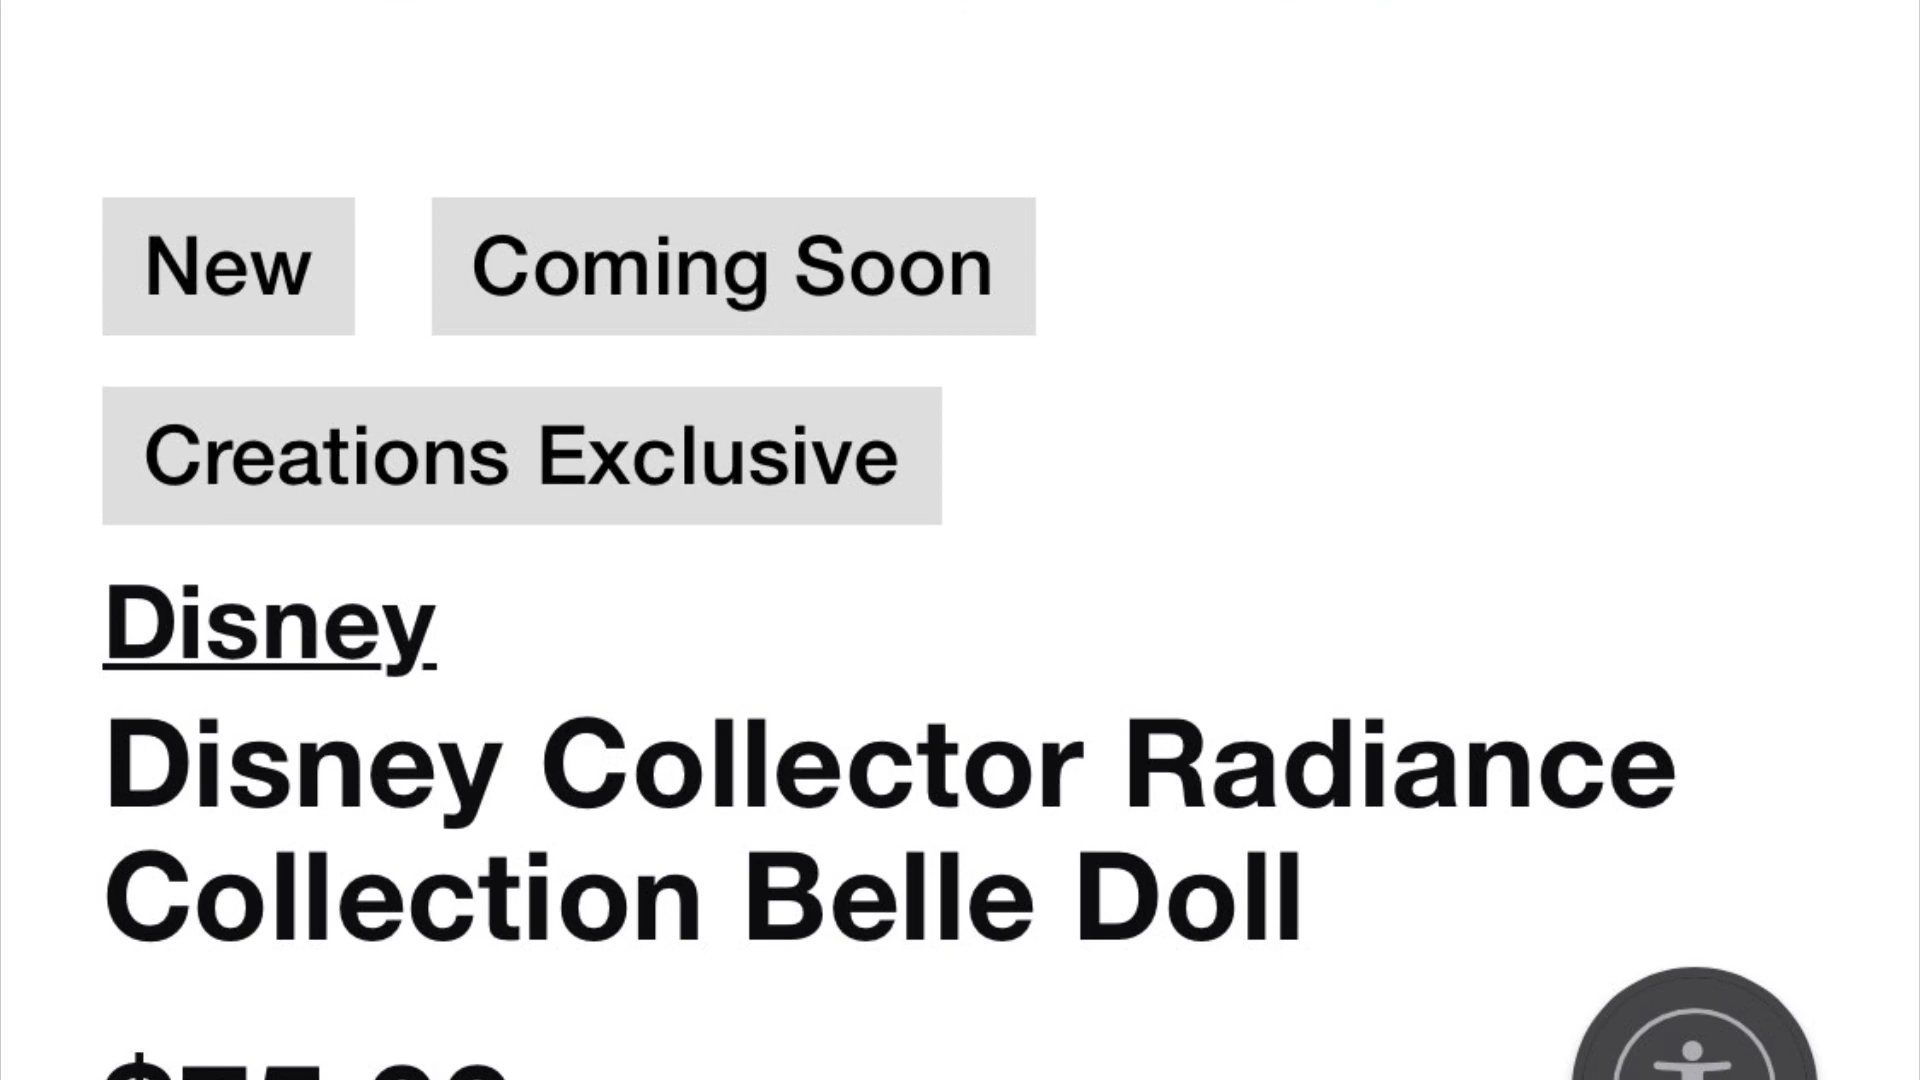 New
Coming Soon
Creations Exclusive
Disney
Disney Collector Radiance
Collection Belle Doll